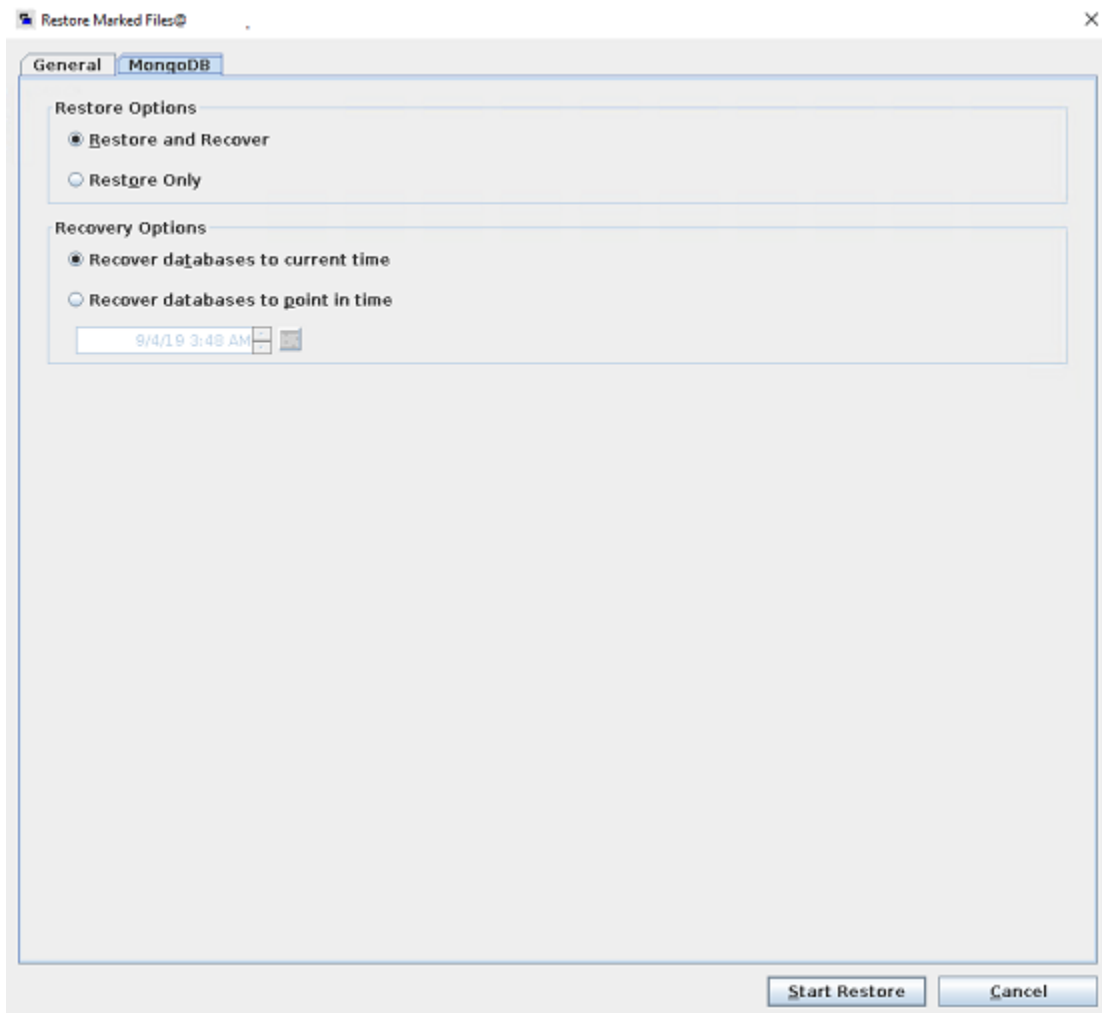 Restore Marked Files@
General MongoDB
Restore Options
Restore and Recover
Restore Only
Recovery Options
Recover databases to current time
Recover databases to point in time
9/4/19 3:48 AM
Start Restore Cancel